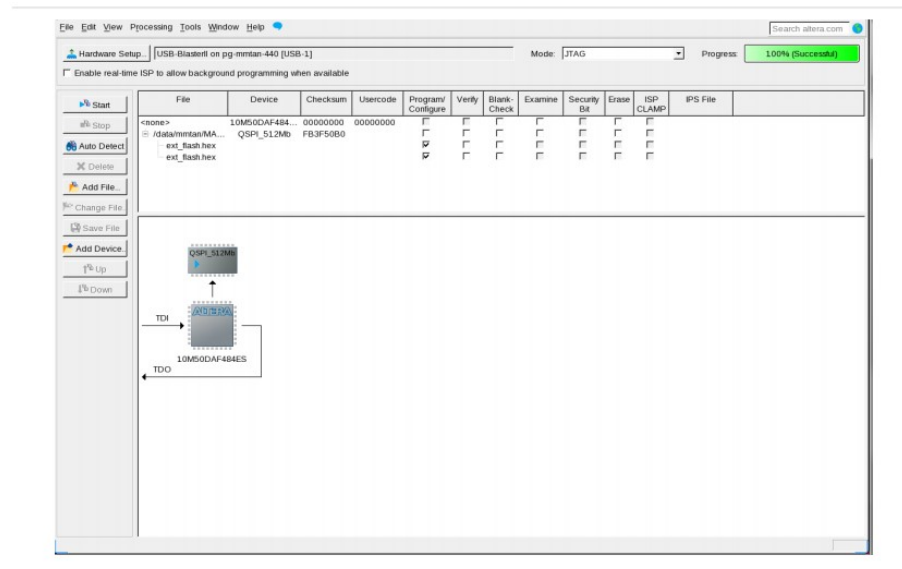 File Edit View Processing Tools Window Help
Search altera.com
Hardware Setup... USB-BlasterII on pg-mmtan-440 [USB-1] Mode: JTAG Progress: 100% (Successful)
Enable real-time ISP to allow background programming when available
Start
Stop
Auto Detect
Delete
Add File...
Change File
Save File
Add Device.
Up
Down
File Device Checksum Usercode Program/Configure Verify Blank-Check Examine Security Bit Erase ISP CLAMP IPS File
<none> 10M50DAF484... 00000000 00000000
/data/mmtan/MA... QSPI_512Mb FB3F50B0
ext_flash.hex
ext_flash.hex
QSPI_512Mb
TDI
ALTERA
10M50DAF484ES
TDO